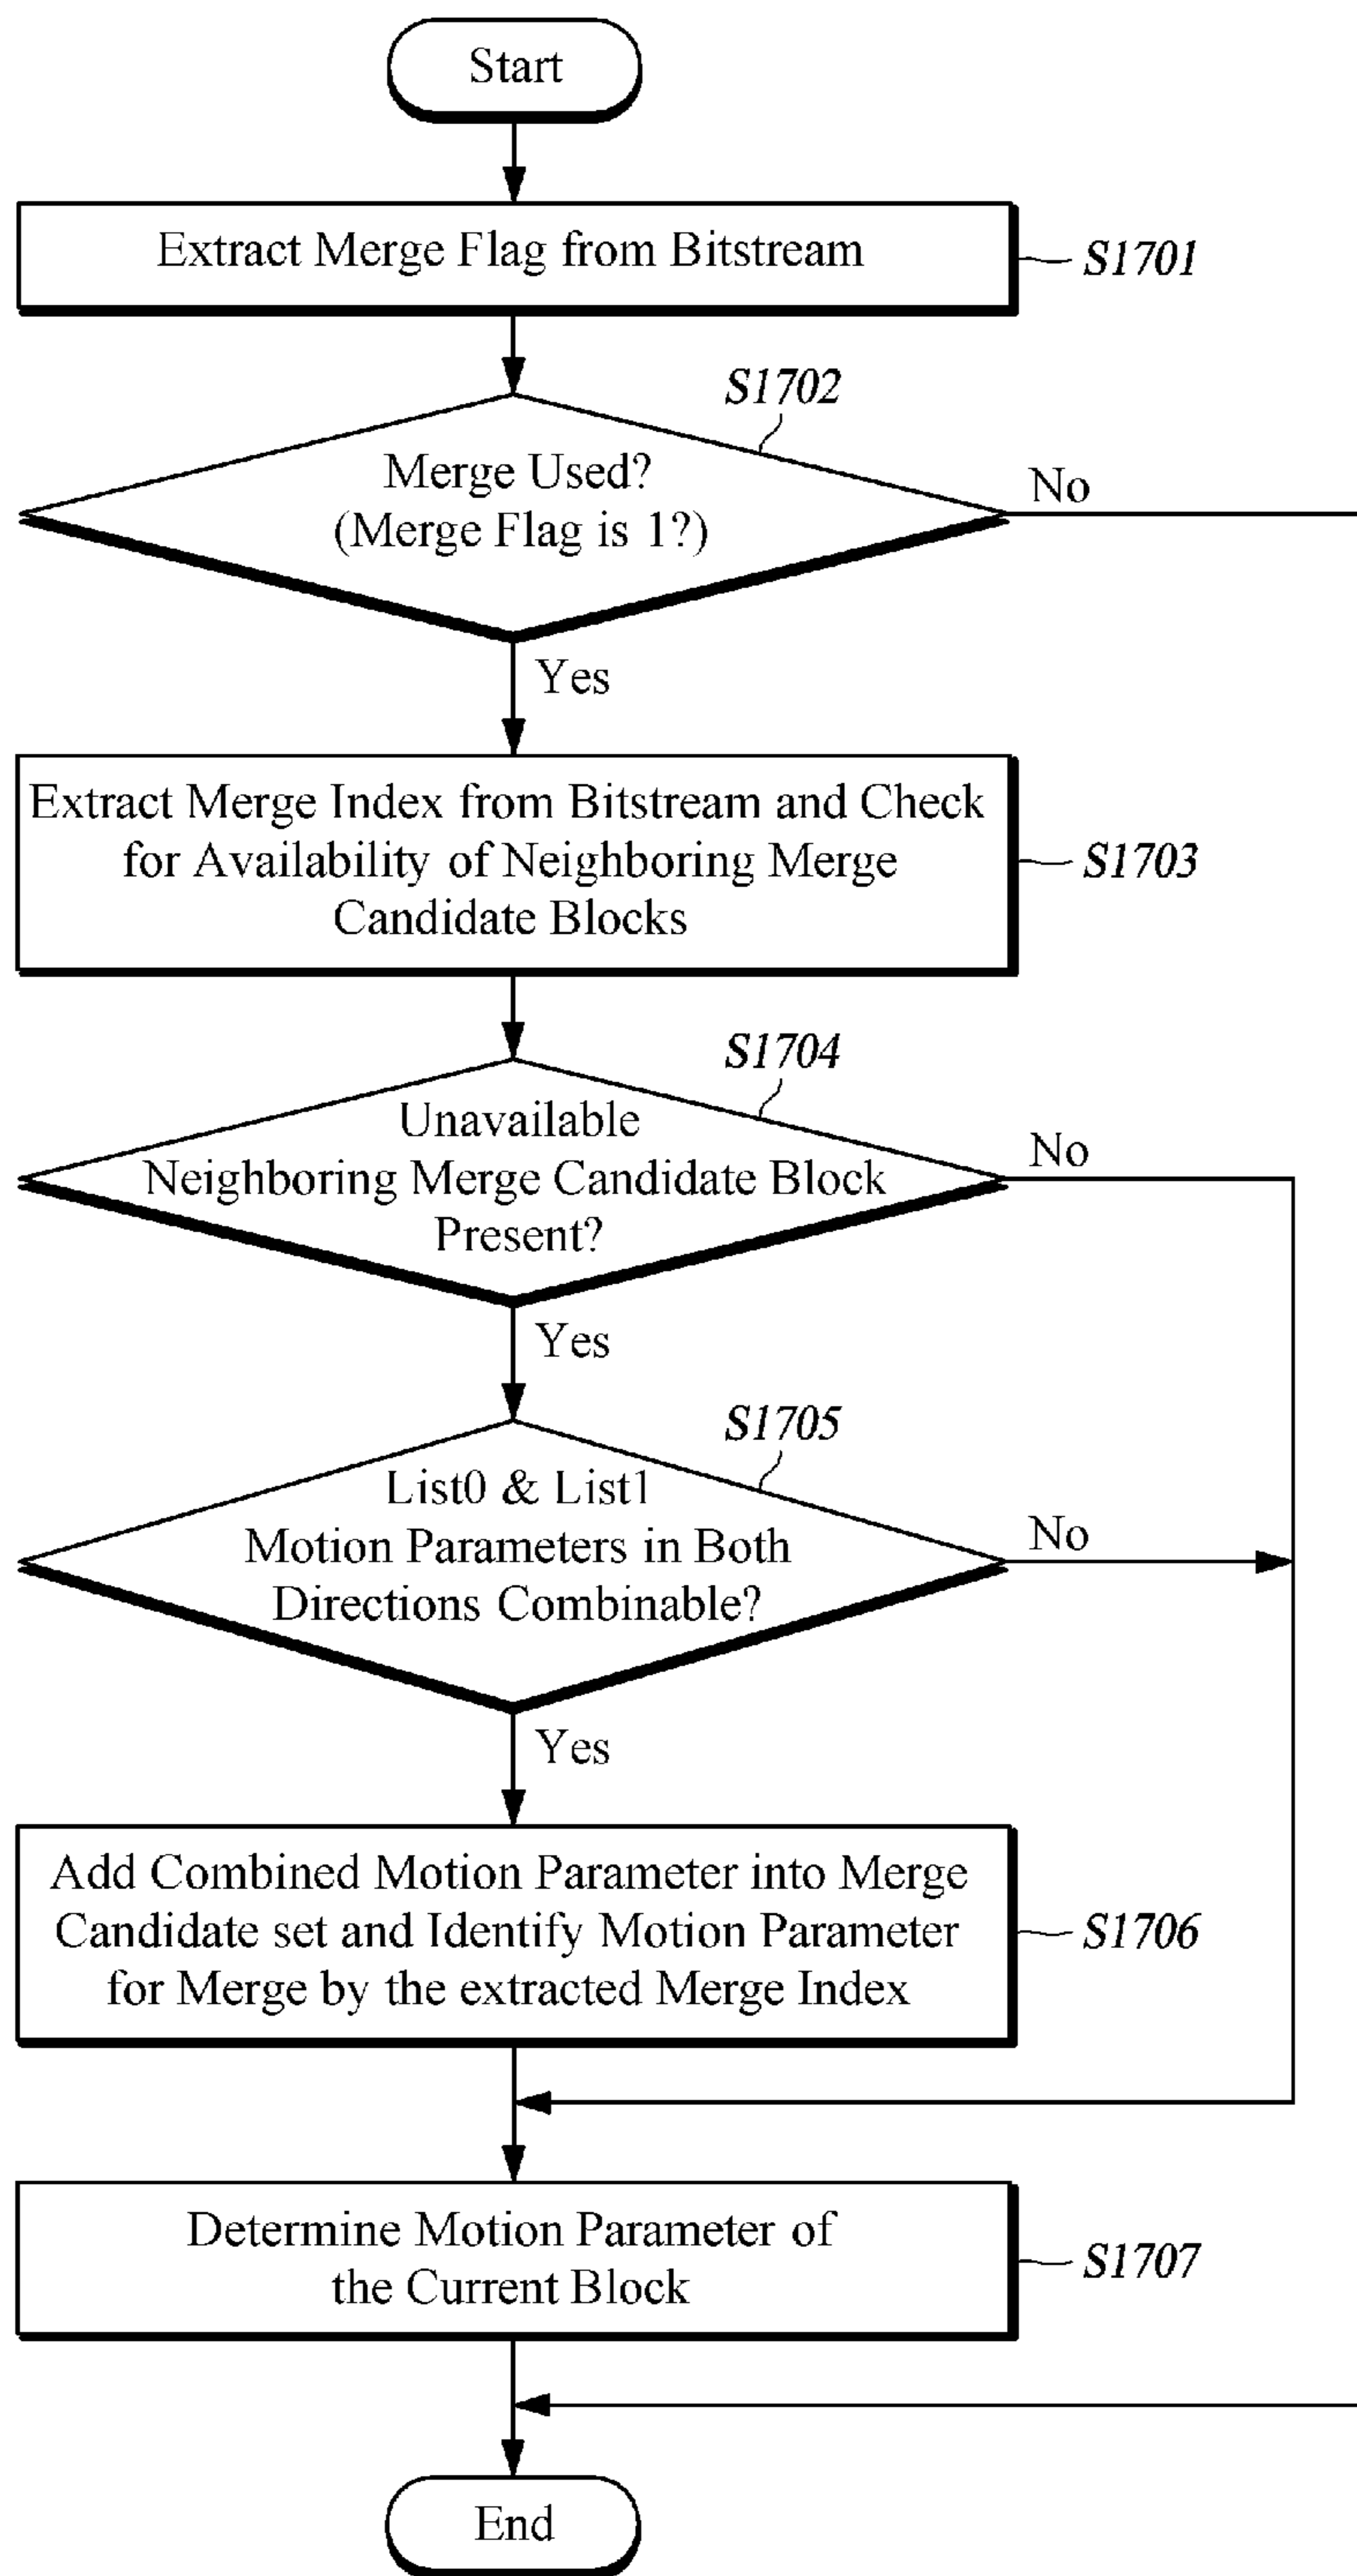 Start
Extract Merge Flag from Bitstream
S1701
S1702
Merge Used?
(Merge Flag is 1?)
No
Yes
Extract Merge Index from Bitstream and Check
for Availability of Neighboring Merge
Candidate Blocks
S1703
S1704
Unavailable
Neighboring Merge Candidate Block
Present?
No
Yes
S1705
List0 & List1
Motion Parameters in Both
Directions Combinable?
No
Yes
Add Combined Motion Parameter into Merge
Candidate set and Identify Motion Parameter
for Merge by the extracted Merge Index
S1706
Determine Motion Parameter of
the Current Block
S1707
End